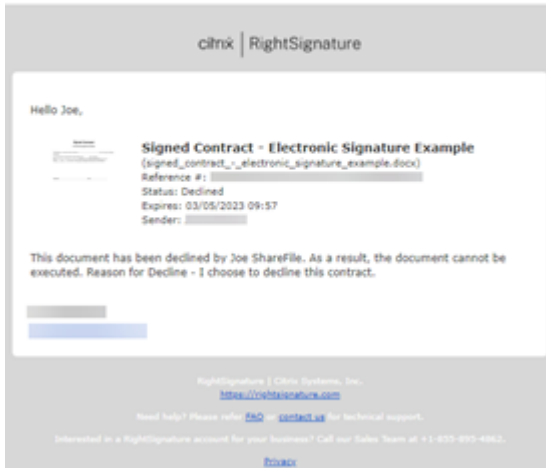 citrix | RightSignature
Hello Joe,
Signed Contract - Electronic Signature Example
(signed_contract_-_electronic_signature_example.docx)
Reference #:
Status: Declined
Expires: 03/05/2023 09:57
Sender:
This document has been declined by Joe ShareFile. As a result, the document cannot be
executed. Reason for Decline - I choose to decline this contract.
RightSignature | Citrix Systems, Inc.
https://rightsignature.com
Need help? Please refer FAQ or contact us for technical support.
Interested in a RightSignature account for your business? Call our Sales Team at +1-855-895-4862.
Privacy